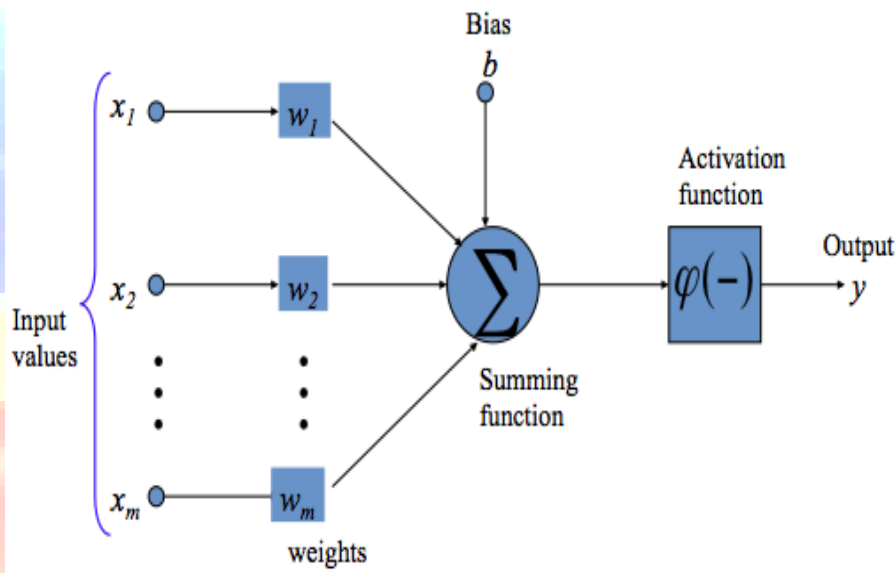 Bias
b
x1
w1
Activation
function
Output
y
x2
w2
∑
φ(−)
Input
values
Summing
function
xm
wm
weights